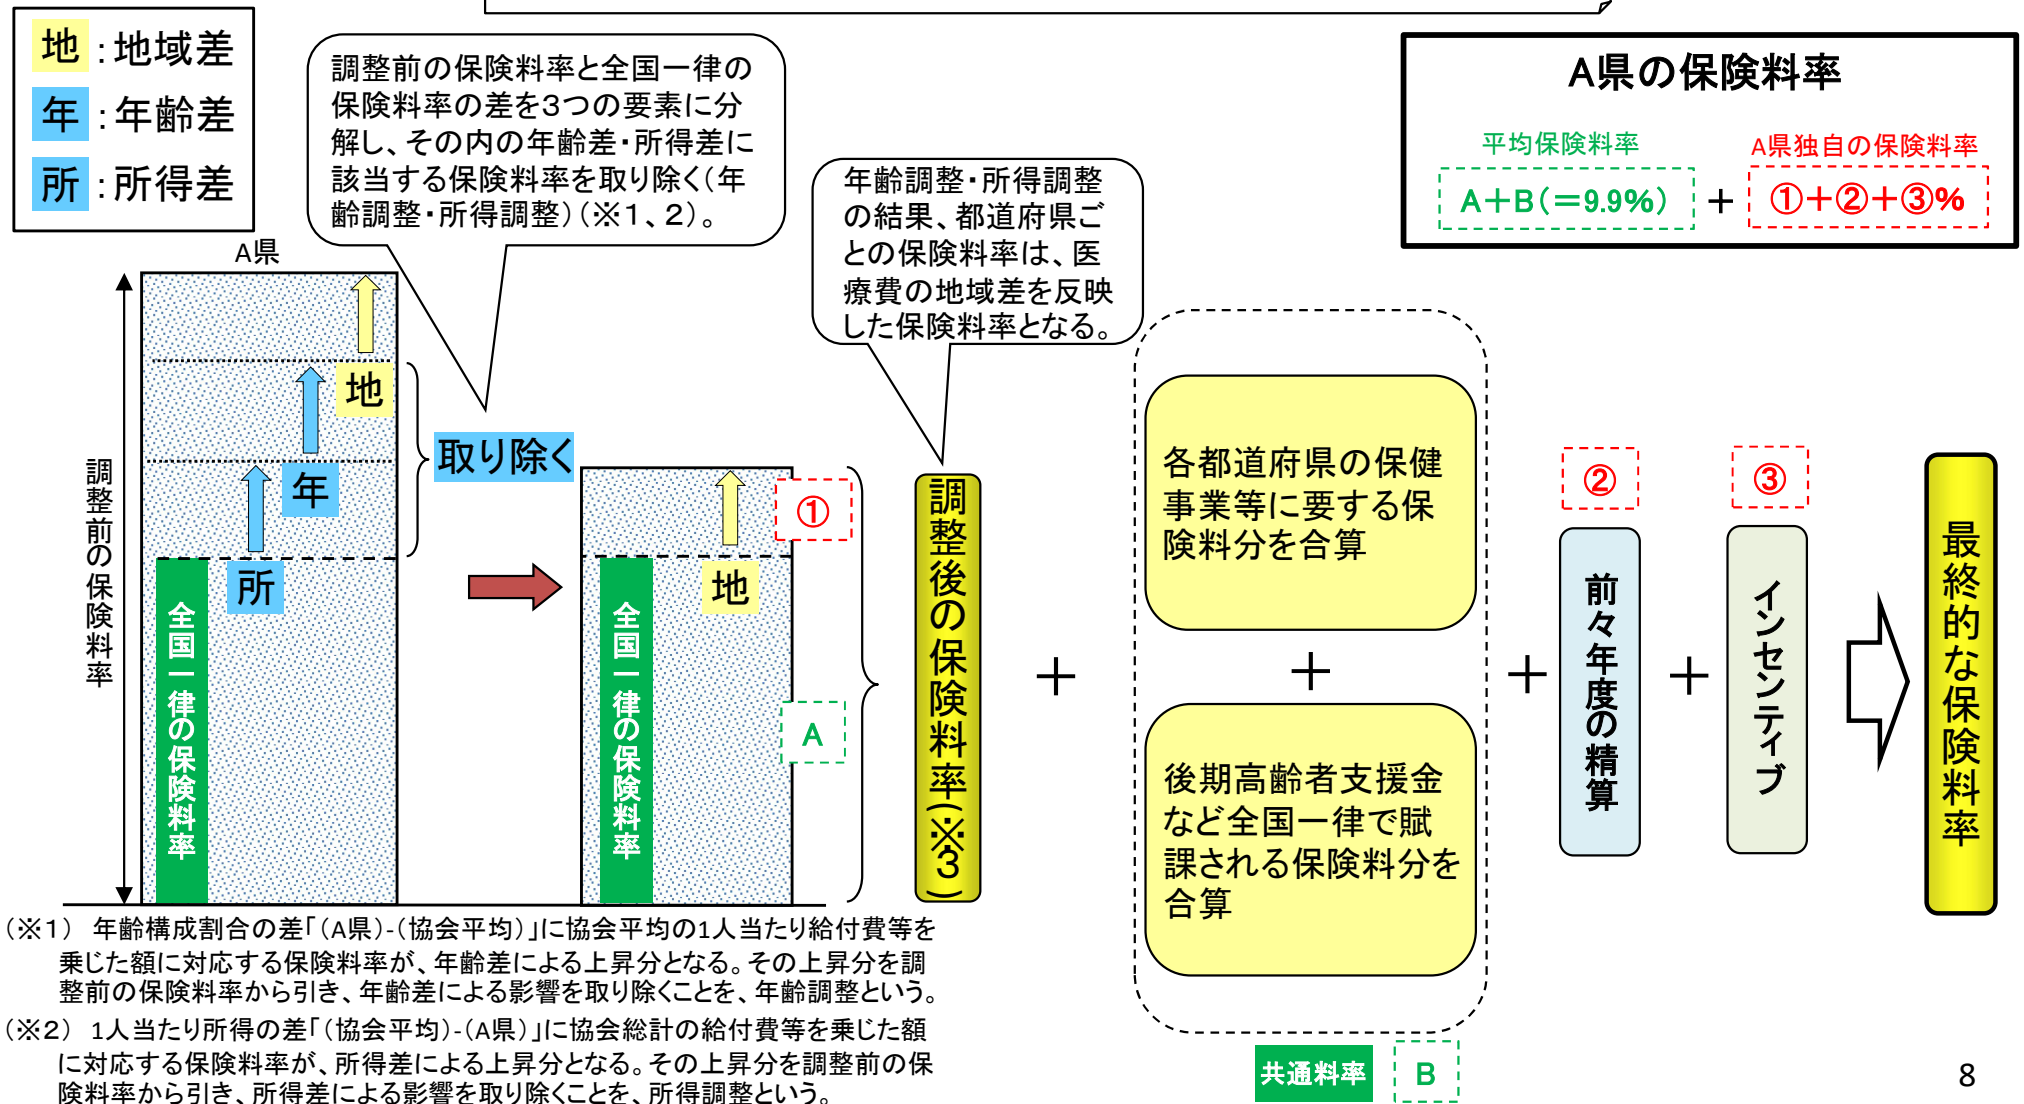 地:地域差
年:年齢差
所:所得差
調整前の保険料率と全国一律の
保険料率の差を3つの要素に分
解し、その内の年齢差・所得差に
該当する保険料率を取り除く(年
齢調整・所得調整)(※1、2)。
年齢調整・所得調整
の結果、都道府県ご
との保険料率は、医
療費の地域差を反映
した保険料率となる。
A県の保険料率
平均保険料率
A県独自の保険料率
A+B(=9.9%)
+
①+②+③%
A県
調整前の保険料率
地
年
所
全国一律の保険料率
取り除く
①
地
A
全国一律の保険料率
調整後の保険料率(※3)
+
各都道府県の保健
事業等に要する保
険料分を合算
+
後期高齢者支援金
など全国一律で賦
課される保険料分を
合算
共通料率
B
+
②
前々年度の精算
+
③
インセンティブ
最終的な保険料率
(※1) 年齢構成割合の差「(A県)-(協会平均)」に協会平均の1人当たり給付費等を
乗じた額に対応する保険料率が、年齢差による上昇分となる。その上昇分を調
整前の保険料率から引き、年齢差による影響を取り除くことを、年齢調整という。
(※2) 1人当たり所得の差「(協会平均)-(A県)」に協会総計の給付費等を乗じた額
に対応する保険料率が、所得差による上昇分となる。その上昇分を調整前の保
険料率から引き、所得差による影響を取り除くことを、所得調整という。
8